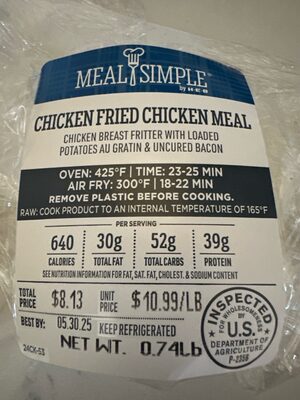 MEAL SIMPLE
by H-E-B
CHICKEN FRIED CHICKEN MEAL
CHICKEN BREAST FRITTER WITH LOADED
POTATOES AU GRATIN & UNCURED BACON
OVEN: 425°F | TIME: 23-25 MIN
AIR FRY: 300°F | 18-22 MIN
REMOVE PLASTIC BEFORE COOKING.
RAW: COOK PRODUCT TO AN INTERNAL TEMPERATURE OF 165°F
PER SERVING
640 30g 52g 39g
CALORIES TOTAL FAT TOTAL CARBS PROTEIN
SEE NUTRITION INFORMATION FOR FAT, SAT. FAT, CHOLEST. & SODIUM CONTENT
TOTAL PRICE $8.13 UNIT PRICE $10.99/LB
BEST BY: 05.30.25 KEEP REFRIGERATED
24CK-53 NET WT. 0.74Lb
INSPECTED
FOR WHOLESOMENESS
BY
U.S.
DEPARTMENT OF
AGRICULTURE
P-2356